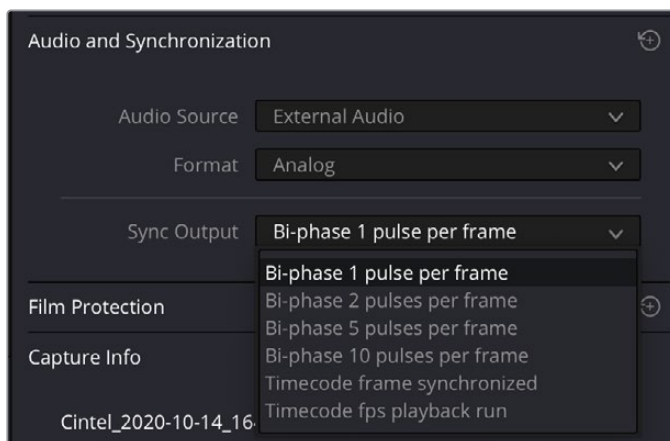 Audio and Synchronization
Audio Source External Audio
Format Analog
Sync Output Bi-phase 1 pulse per frame
Bi-phase 1 pulse per frame
Bi-phase 2 pulses per frame
Film Protection
Bi-phase 5 pulses per frame
Bi-phase 10 pulses per frame
Capture Info
Timecode frame synchronized
Timecode fps playback run
Cintel_2020-10-14_16